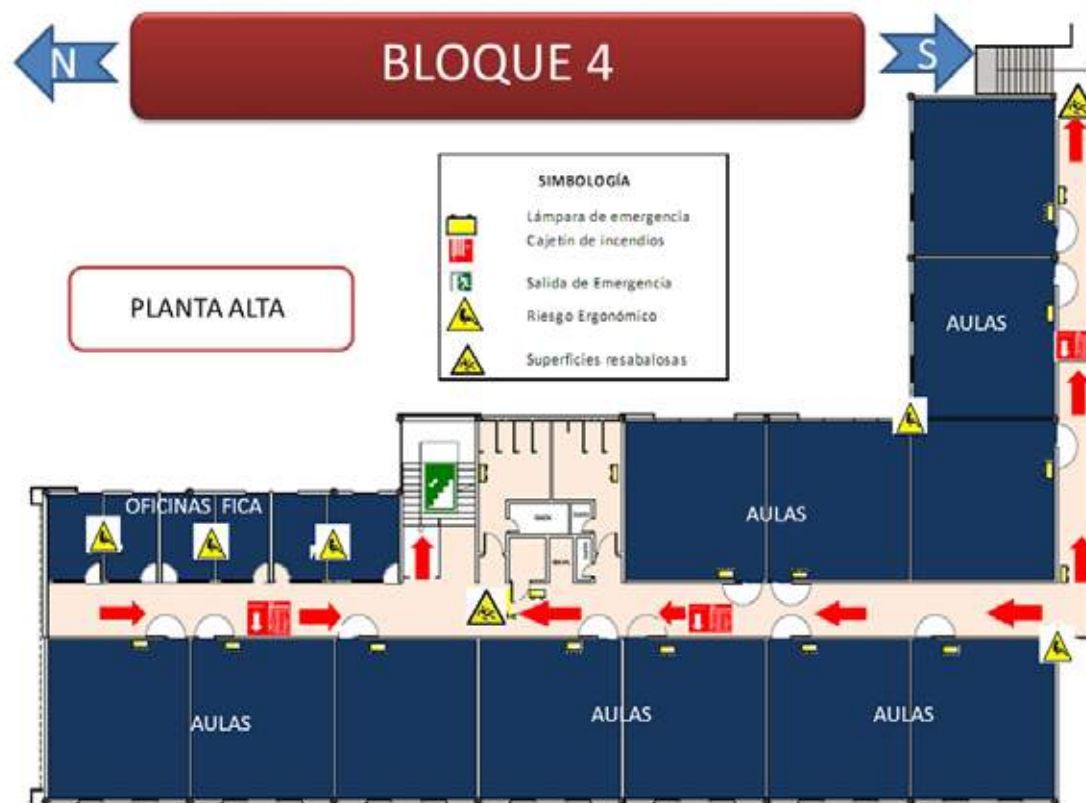 N
BLOQUE 4
S
SIMBOLOGÍA
Lámpara de emergencia
Cajetin de incendios
Salida de Emergencia
Riesgo Ergonómico
Superficies resabalosas
PLANTA ALTA
AULAS
OFICINAS FICA
AULAS
AULAS
AULAS
AULAS